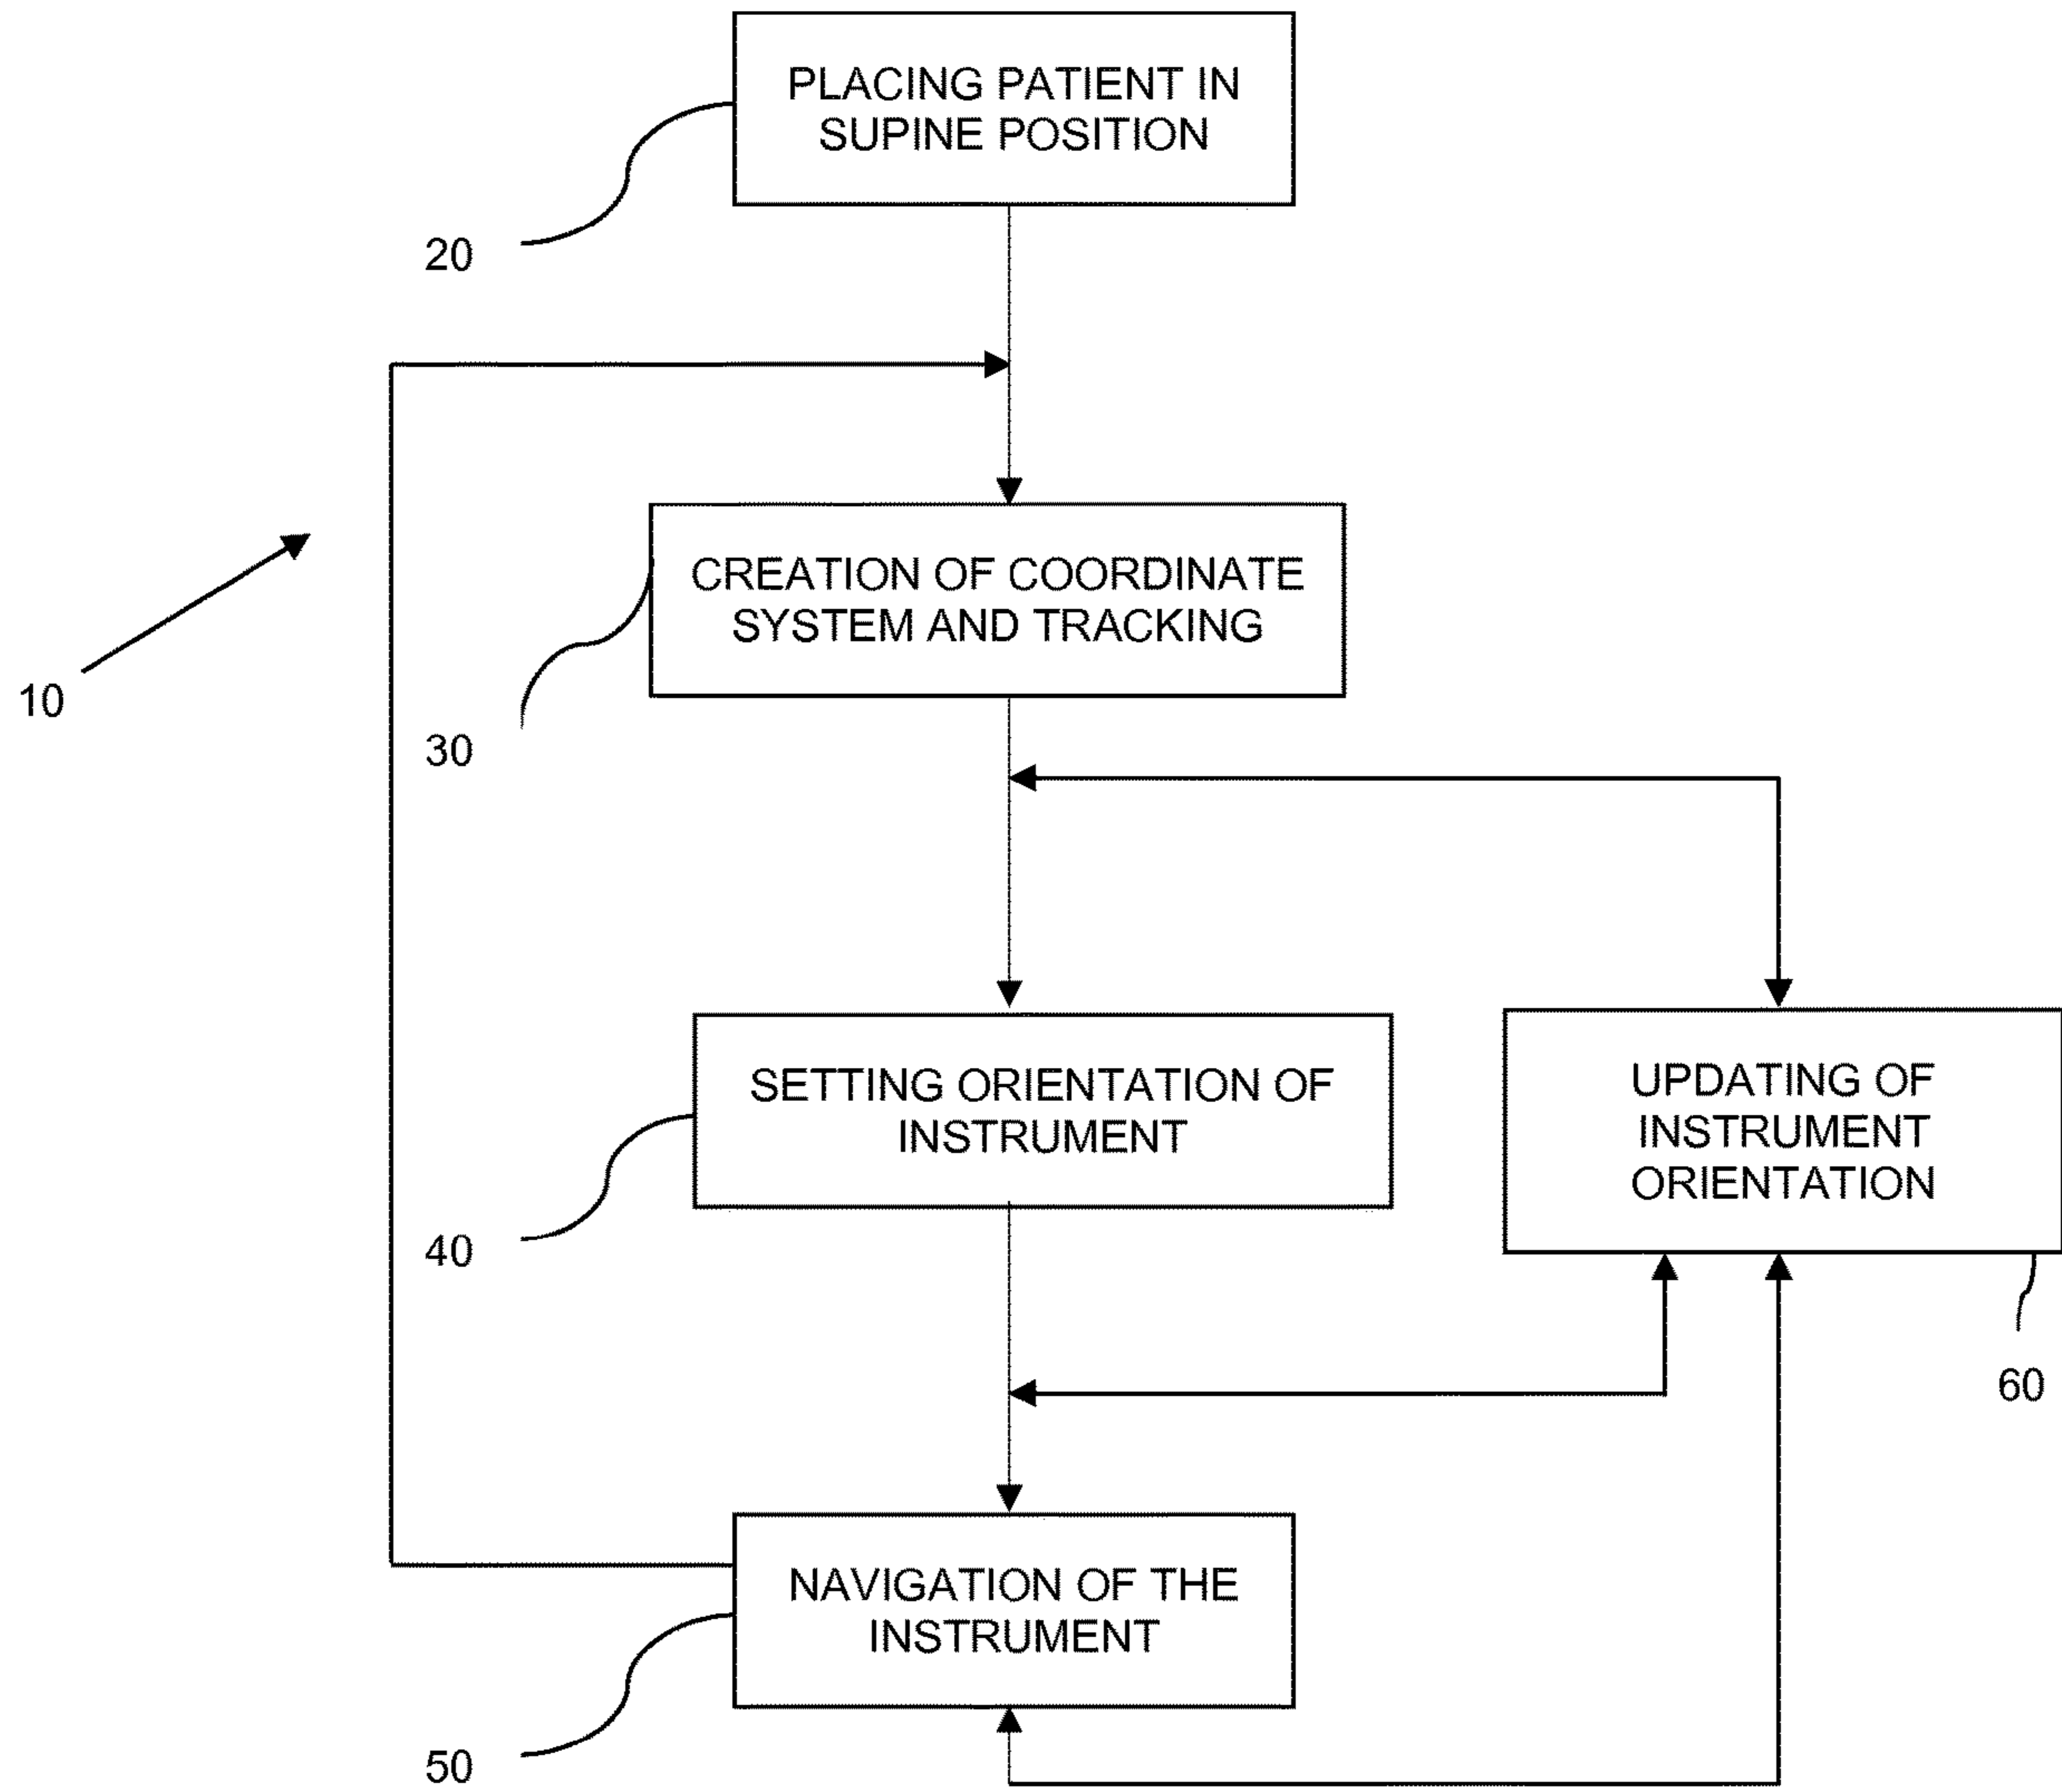 PLACING PATIENT IN
SUPINE POSITION
20
CREATION OF COORDINATE
SYSTEM AND TRACKING
10
30
SETTING ORIENTATION OF
INSTRUMENT
UPDATING OF
INSTRUMENT
ORIENTATION
40
60
NAVIGATION OF THE
INSTRUMENT
50